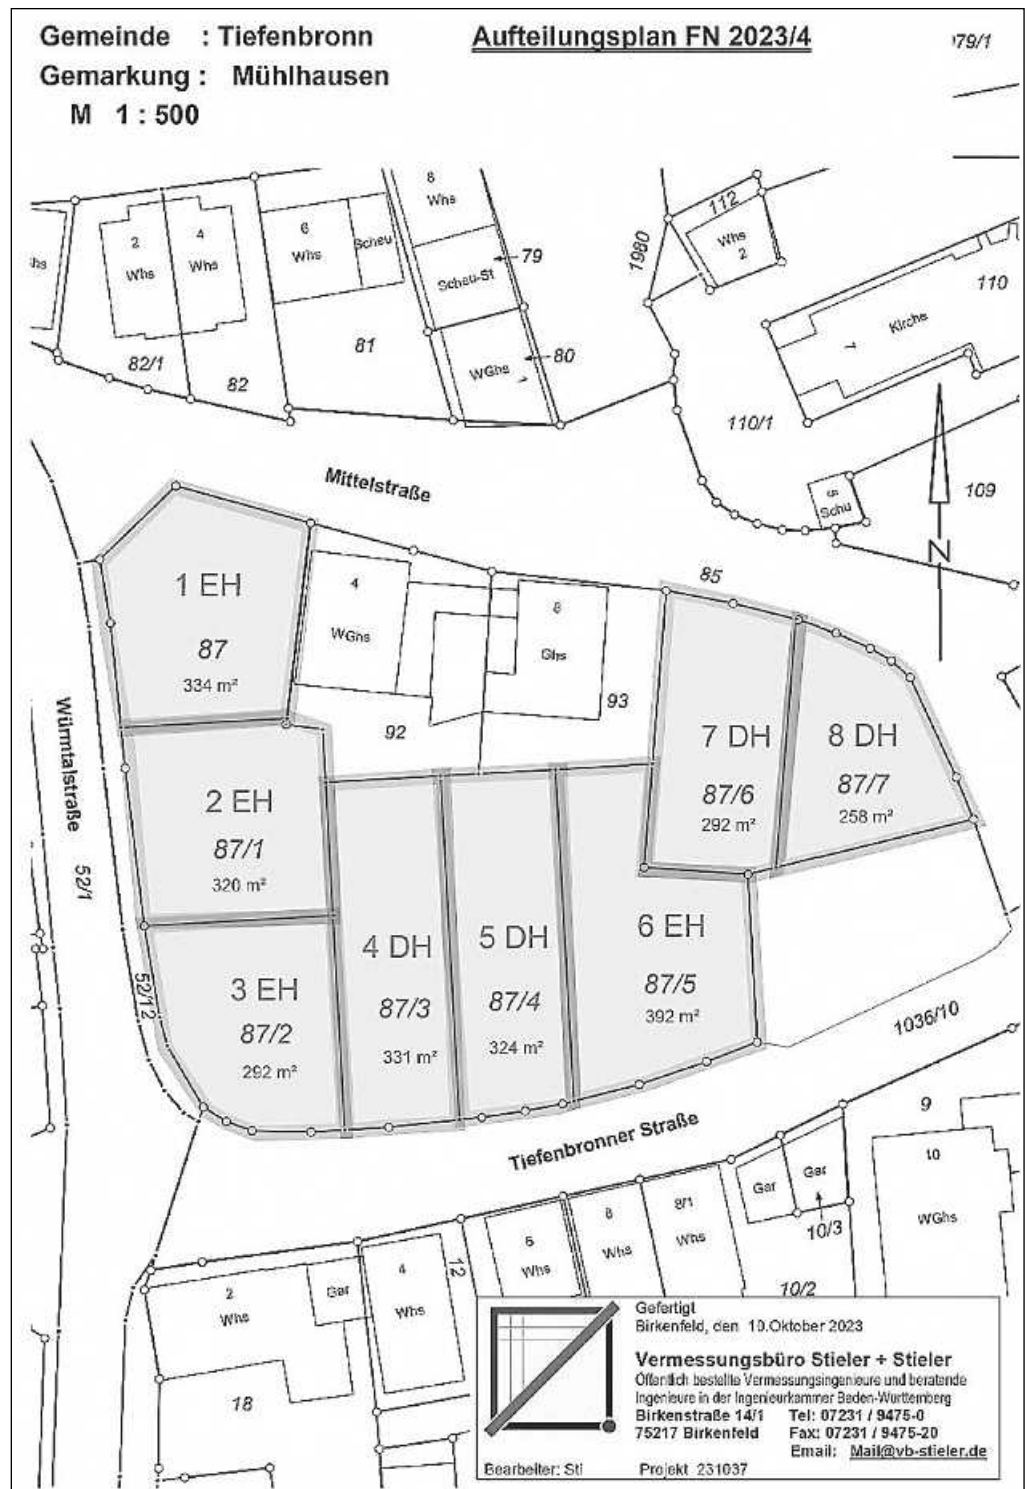 Gemeinde : Tiefenbronn
Gemarkung : Mühlhausen
M 1 : 500
Aufteilungsplan FN 2023/4
79/1
8
Whs
2
Whs
4
Whs
6
Whs
Scheu
79
Scheu-St
1980
112
Whs
2
110
Kirche
7
82/1
82
81
80
WGhs
1
110/1
109
Schu
N
Mittelstraße
85
1 EH
87
334 m²
4
WGhs
8
Ghs
92
93
Würmtalstraße
52/1
2 EH
87/1
320 m²
7 DH
87/6
292 m²
8 DH
87/7
258 m²
3 EH
87/2
292 m²
52/12
4 DH
87/3
331 m²
5 DH
87/4
324 m²
6 EH
87/5
392 m²
1036/10
Tiefenbronner Straße
9
10
WGhs
Gar
Gar
10/3
10/2
8/1
Whs
8
Whs
6
Whs
12
4
Whs
Gar
2
Whs
18
Gefertigt
Birkenfeld, den 10.Oktober 2023
Vermessungsbüro Stieler + Stieler
Öffentlich bestellte Vermessungsingenieure und beratende
Ingenieure in der Ingenieurkammer Baden-Württemberg
Birkenstraße 14/1 Tel: 07231 / 9475-0
75217 Birkenfeld Fax: 07231 / 9475-20
Email: Mail@vb-stieler.de
Bearbeiter: Sti Projekt 231037